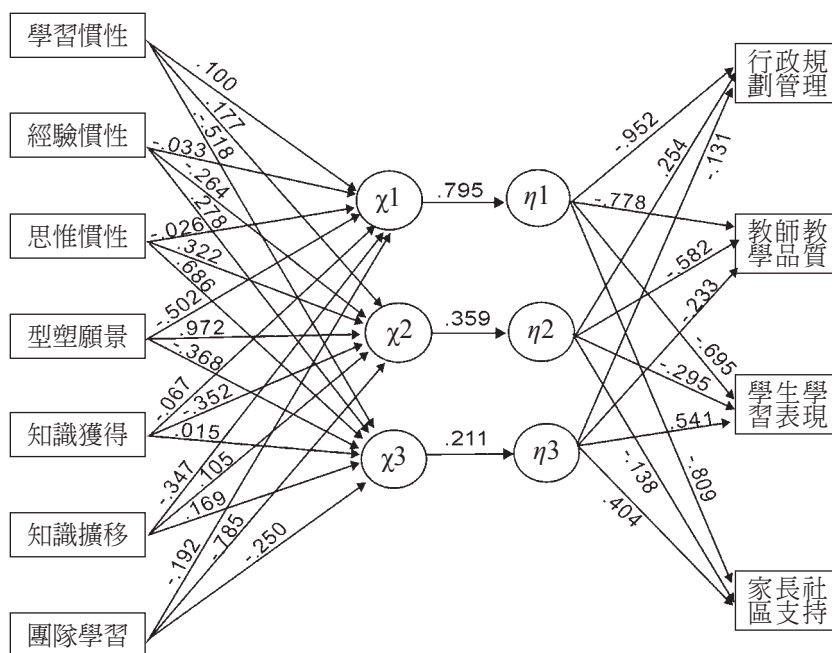 學習慣性
經驗慣性
思惟慣性
型塑願景
知識獲得
知識擴移
團隊學習
.100
.177
-.518
-.033
-.264
.278
-.026
.322
.686
-.502
.972
-.368
-.067
-.352
.015
-.347
.105
.169
-.192
-.785
-.250
χ1
χ2
χ3
.795
.359
.211
η1
η2
η3
-.952
-.778
-.695
-.809
.254
-.582
-.295
-.138
-.131
-.233
.541
.404
行政規
劃管理
教師教
學品質
學生學
習表現
家長社
區支持